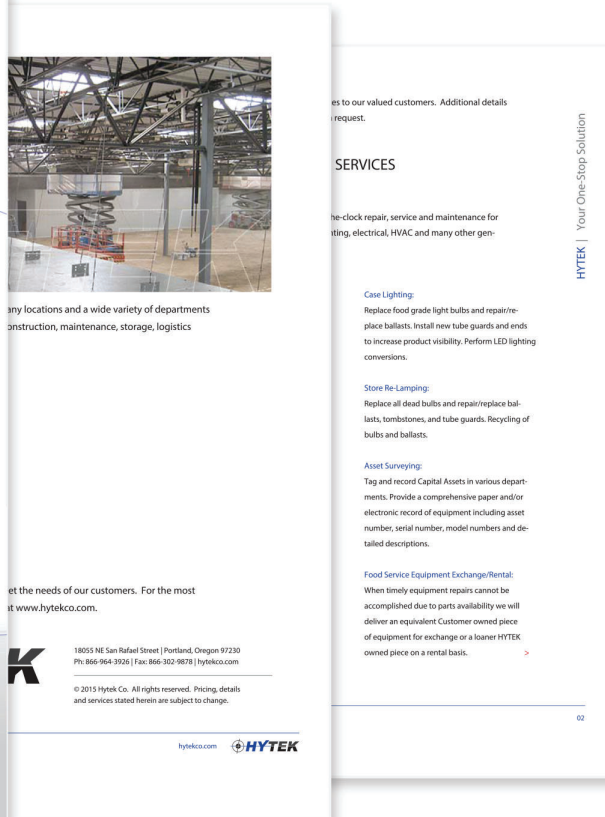 any locations and a wide variety of departments
onstruction, maintenance, storage, logistics
et the needs of our customers. For the most
at www.hytekco.com.
K
18055 NE San Rafael Street | Portland, Oregon 97230
Ph: 866-964-3926 | Fax: 866-302-9878 | hytekco.com
© 2015 Hytek Co. All rights reserved. Pricing, details
and services stated herein are subject to change.
hytekco.com HYTEK
es to our valued customers. Additional details
request.
SERVICES
he-clock repair, service and maintenance for
ting, electrical, HVAC and many other gen-
Case Lighting:
Replace food grade light bulbs and repair/re-
place ballasts. Install new tube guards and ends
to increase product visibility. Perform LED lighting
conversions.
Store Re-Lamping:
Replace all dead bulbs and repair/replace bal-
lasts, tombstones, and tube guards. Recycling of
bulbs and ballasts.
Asset Surveying:
Tag and record Capital Assets in various depart-
ments. Provide a comprehensive paper and/or
electronic record of equipment including asset
number, serial number, model numbers and de-
tailed descriptions.
Food Service Equipment Exchange/Rental:
When timely equipment repairs cannot be
accomplished due to parts availability we will
deliver an equivalent Customer owned piece
of equipment for exchange or a loaner HYTEK
owned piece on a rental basis. >
02
HYTEK | Your One-Stop Solution